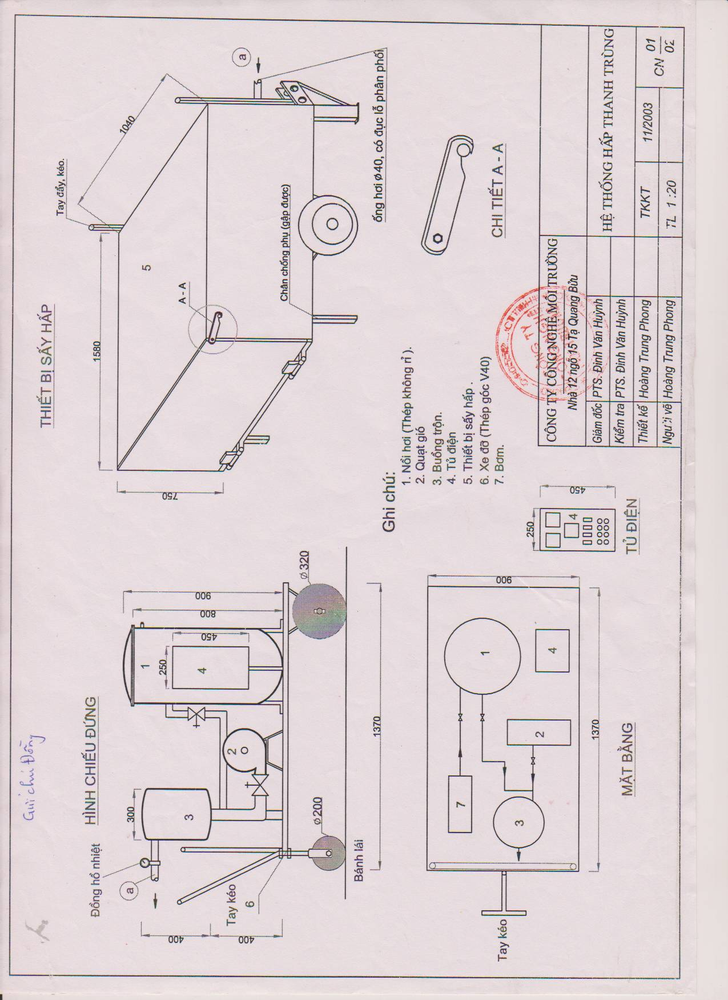 Gửi chú Đồng
HÌNH CHIẾU ĐỨNG
Đồng hồ nhiệt
a
300
3
400
400
Tay kéo
6
Bánh lái
Ø200
2
1
250
4
450
800
900
Ø320
1370
THIẾT BỊ SẤY HẤP
1580
750
5
A - A
Tay đẩy, kéo.
1040
a
Chân chống phụ (gập được)
ống hơi ø40, có đục lỗ phân phối
CHI TIẾT A - A
Ghi chú:
1. Nồi hơi (Thép không rỉ ).
2. Quạt gió
3. Buồng trộn.
4. Tủ điện
5. Thiết bị sấy hấp .
6. Xe đỡ (Thép góc V40)
7. Bơm.
Tay kéo
7
3
2
1
4
900
1370
MẶT BẰNG
250
4
450
TỦ ĐIỆN
CÔNG TY CÔNG NGHỆ MÔI TRƯỜNG
Nhà 12 ngõ 15 Tạ Quang Bửu
HỆ THỐNG HẤP THANH TRÙNG
Giám đốc PTS. Đinh Văn Huỳnh
Kiểm tra PTS. Đinh Văn Huỳnh
Thiết kế Hoàng Trung Phong TKKT 11/2003 CN 01/02
Người vẽ Hoàng Trung Phong TL 1 :20